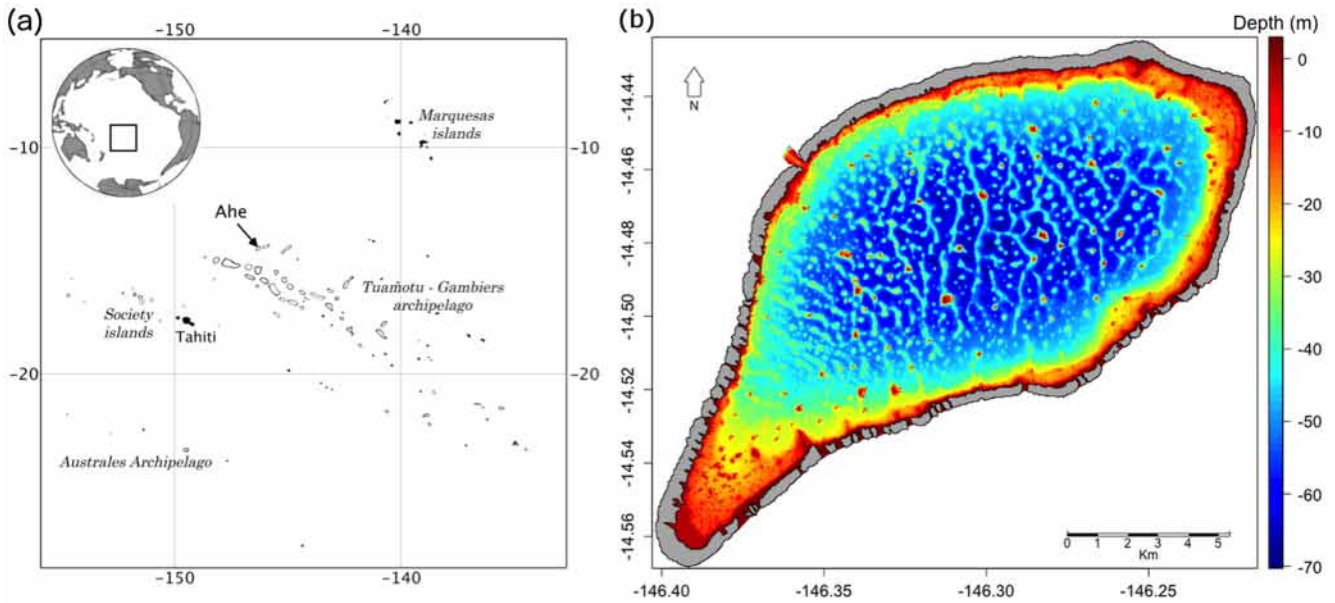 (a)
-150
-140
Marquesas
islands
-10
-10
Ahe
Tuamotu - Gambiers
archipelago
Society
islands
Tahiti
-20
-20
Australes Archipelago
-150
-140
(b)
Depth (m)
N
-14.44
-14.46
-14.48
-14.50
-14.52
-14.54
-14.56
0 1 2 3 4 5
Km
-146.40
-146.35
-146.30
-146.25
0
-10
-20
-30
-40
-50
-60
-70